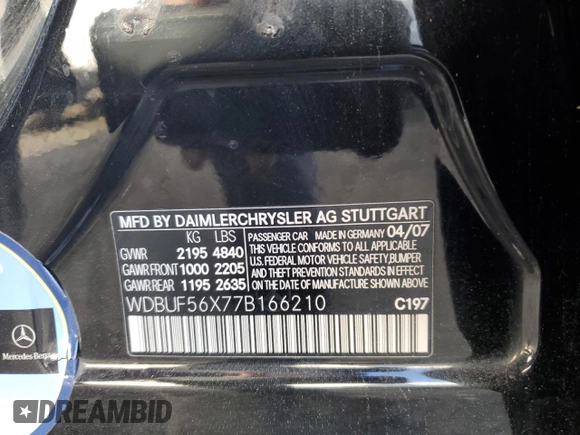 MFD BY DAIMLERCHRYSLER AG STUTTGART
KG LBS
GVWR 2195 4840
GAWR FRONT 1000 2205
GAWR REAR 1195 2635
PASSENGER CAR MADE IN GERMANY 04/07
THIS VEHICLE CONFORMS TO ALL APPLICABLE
U.S. FEDERAL MOTOR VEHICLE SAFETY, BUMPER
AND THEFT PREVENTION STANDARDS IN EFFECT
ON THE DATE OF MANUFACTURE SHOWN ABOVE.
WDBUF56X77B166210 C197
Mercedes-Benz
DREAMBID